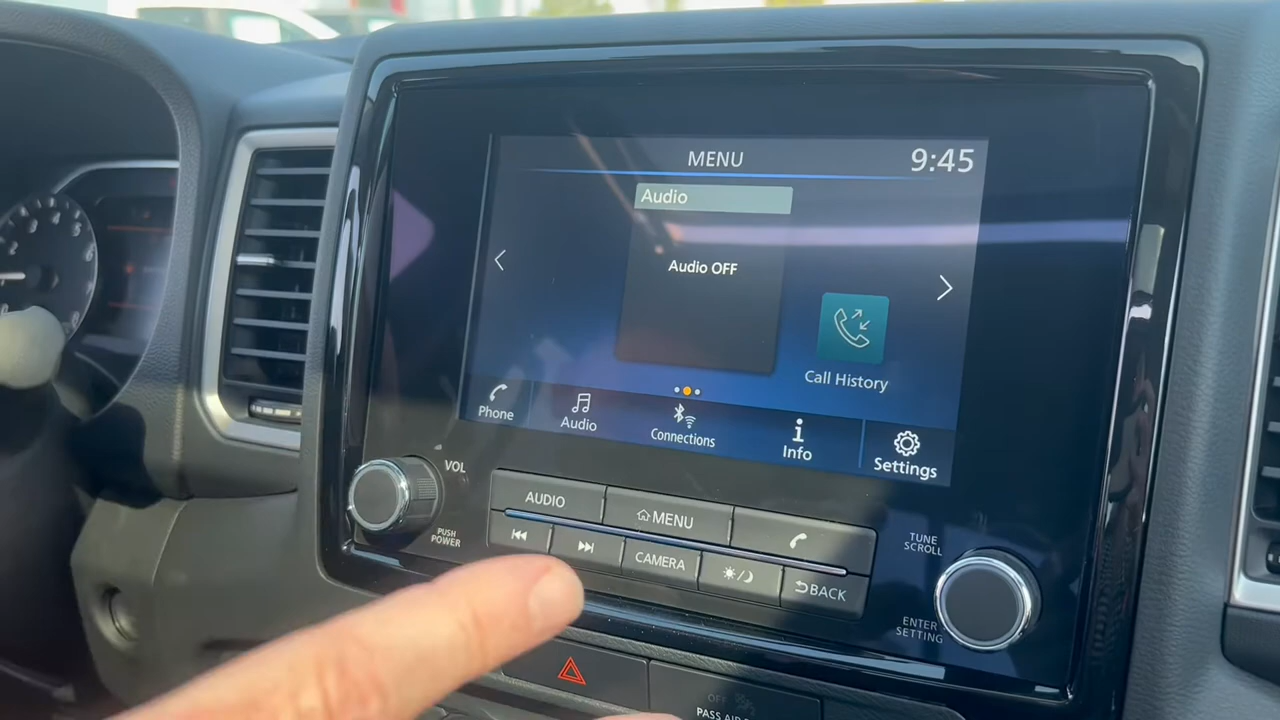 MENU
9:45
Audio
Audio OFF
Call History
Phone
Audio
Connections
Info
Settings
VOL
PUSH
POWER
AUDIO
MENU
CAMERA
BACK
TUNE
SCROLL
ENTER
SETTING
OFF
PASS AIR